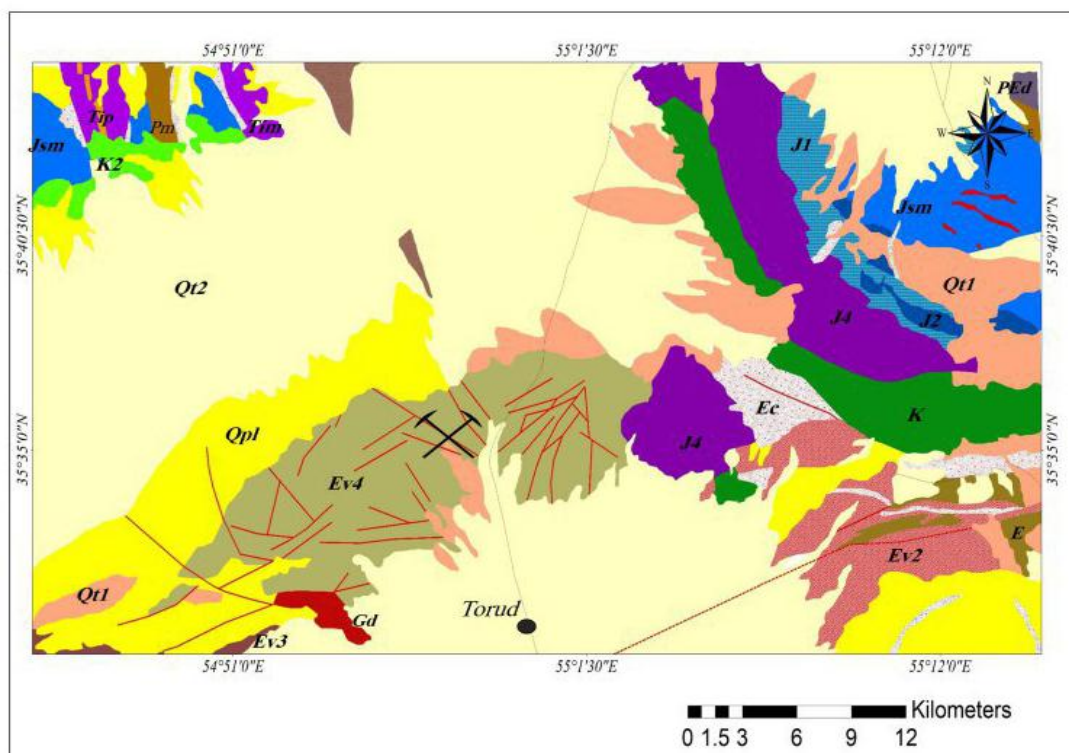 54°51'0"E 55°1'30"E 55°12'0"E
N
W E
S
PEd
Tip
Pm
Tim
Jsm
K2
J1
Jsm
35°40'30"N
35°40'30"N
Qt2
Qt1
J4
J2
Ec
K
Qpl
J4
35°35'0"N
35°35'0"N
Ev4
E
Ev2
Qt1
Torud
Gd
Ev3
54°51'0"E 55°1'30"E 55°12'0"E
Kilometers
0 1.5 3 6 9 12